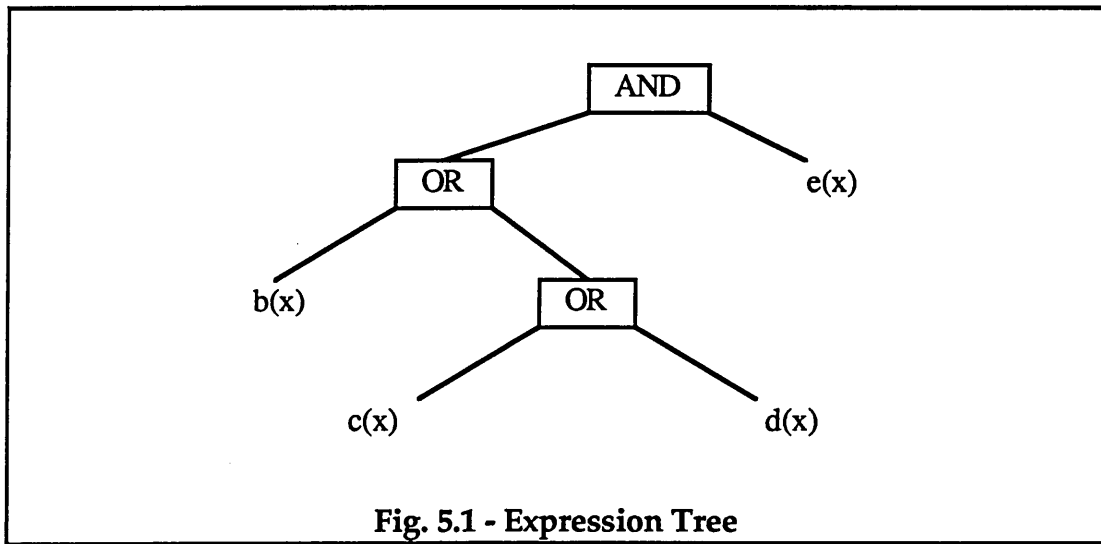 AND
OR
e(x)
b(x)
OR
c(x)
d(x)
Fig. 5.1 - Expression Tree